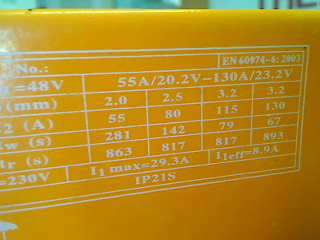 No.:
EN 60974-6: 2003
=48V 55A/20.2V-130A/23.2V
(mm) 2.0 2.5 3.2 3.2
(A) 55 80 115 130
(s) 281 142 79 67
(s) 863 817 817 893
=230V I1 max=29.3A I1eff=8.9A
IP21S